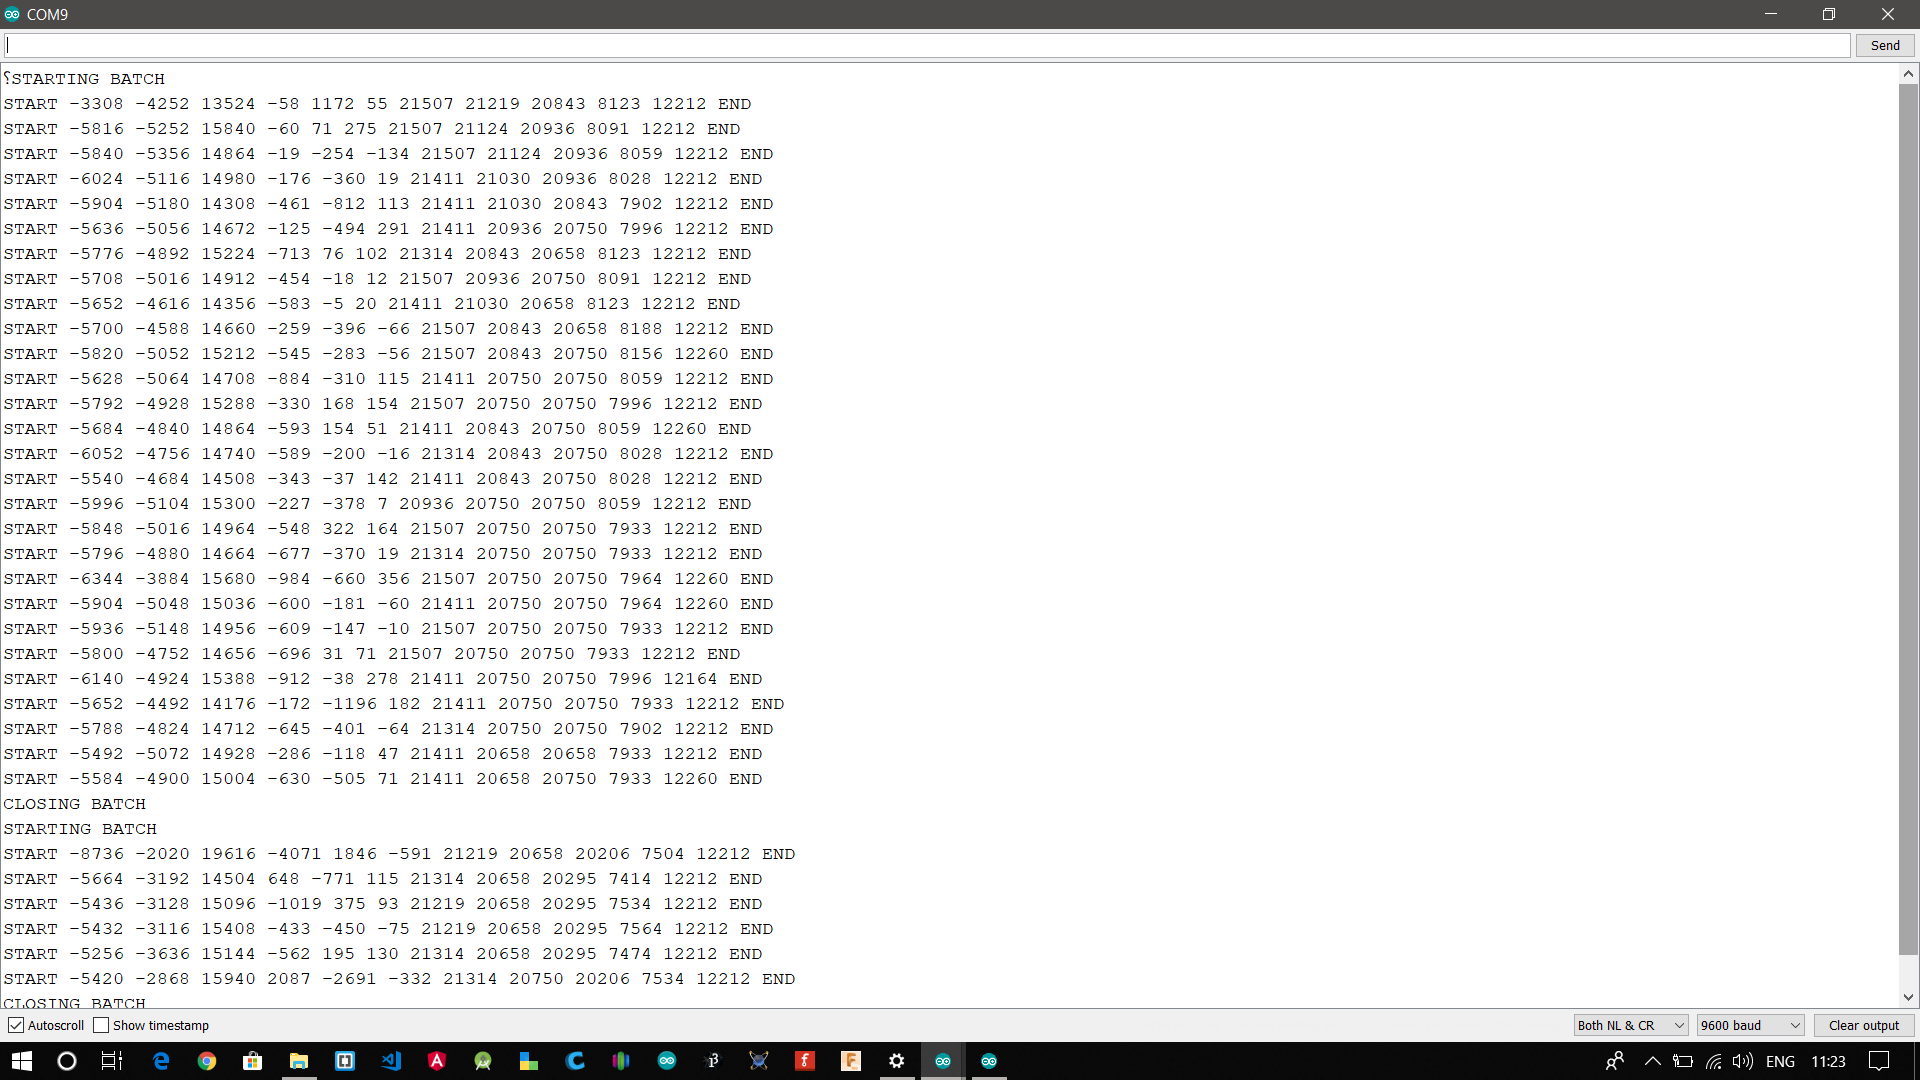 COM9
Send
⸮STARTING BATCH
START -3308 -4252 13524 -58 1172 55 21507 21219 20843 8123 12212 END
START -5816 -5252 15840 -60 71 275 21507 21124 20936 8091 12212 END
START -5840 -5356 14864 -19 -254 -134 21507 21124 20936 8059 12212 END
START -6024 -5116 14980 -176 -360 19 21411 21030 20936 8028 12212 END
START -5904 -5180 14308 -461 -812 113 21411 21030 20843 7902 12212 END
START -5636 -5056 14672 -125 -494 291 21411 20936 20750 7996 12212 END
START -5776 -4892 15224 -713 76 102 21314 20843 20658 8123 12212 END
START -5708 -5016 14912 -454 -18 12 21507 20936 20750 8091 12212 END
START -5652 -4616 14356 -583 -5 20 21411 21030 20658 8123 12212 END
START -5700 -4588 14660 -259 -396 -66 21507 20843 20658 8188 12212 END
START -5820 -5052 15212 -545 -283 -56 21507 20843 20750 8156 12260 END
START -5628 -5064 14708 -884 -310 115 21411 20750 20750 8059 12212 END
START -5792 -4928 15288 -330 168 154 21507 20750 20750 7996 12212 END
START -5684 -4840 14864 -593 154 51 21411 20843 20750 8059 12260 END
START -6052 -4756 14740 -589 -200 -16 21314 20843 20750 8028 12212 END
START -5540 -4684 14508 -343 -37 142 21411 20843 20750 8028 12212 END
START -5996 -5104 15300 -227 -378 7 20936 20750 20750 8059 12212 END
START -5848 -5016 14964 -548 322 164 21507 20750 20750 7933 12212 END
START -5796 -4880 14664 -677 -370 19 21314 20750 20750 7933 12212 END
START -6344 -3884 15680 -984 -660 356 21507 20750 20750 7964 12260 END
START -5904 -5048 15036 -600 -181 -60 21411 20750 20750 7964 12260 END
START -5936 -5148 14956 -609 -147 -10 21507 20750 20750 7933 12212 END
START -5800 -4752 14656 -696 31 71 21507 20750 20750 7933 12212 END
START -6140 -4924 15388 -912 -38 278 21411 20750 20750 7996 12164 END
START -5652 -4492 14176 -172 -1196 182 21411 20750 20750 7933 12212 END
START -5788 -4824 14712 -645 -401 -64 21314 20750 20750 7902 12212 END
START -5492 -5072 14928 -286 -118 47 21411 20658 20658 7933 12212 END
START -5584 -4900 15004 -630 -505 71 21411 20658 20750 7933 12260 END
CLOSING BATCH
STARTING BATCH
START -8736 -2020 19616 -4071 1846 -591 21219 20658 20206 7504 12212 END
START -5664 -3192 14504 648 -771 115 21314 20658 20295 7414 12212 END
START -5436 -3128 15096 -1019 375 93 21219 20658 20295 7534 12212 END
START -5432 -3116 15408 -433 -450 -75 21219 20658 20295 7564 12212 END
START -5256 -3636 15144 -562 195 130 21314 20658 20295 7474 12212 END
START -5420 -2868 15940 2087 -2691 -332 21314 20750 20206 7534 12212 END
CLOSING BATCH
Autoscroll Show timestamp Both NL & CR 9600 baud Clear output
ENG 11:23